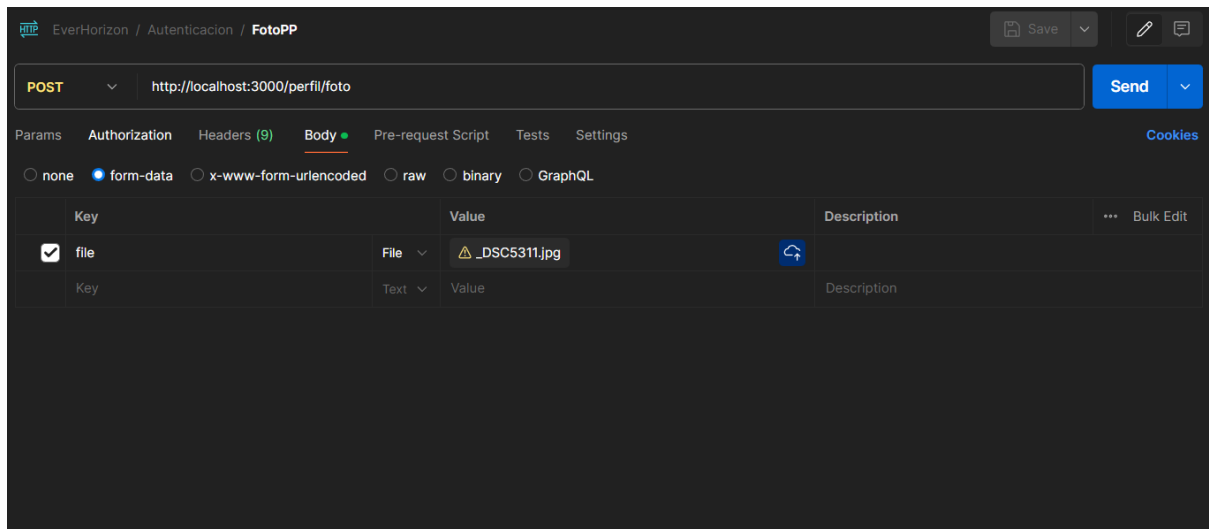 HTTP EverHorizon / Autenticacion / FotoPP Save
POST http://localhost:3000/perfil/foto Send
Params Authorization Headers (9) Body Pre-request Script Tests Settings Cookies
none form-data x-www-form-urlencoded raw binary GraphQL
Key Value Description ••• Bulk Edit
file File _DSC5311.jpg
Key Text Value Description